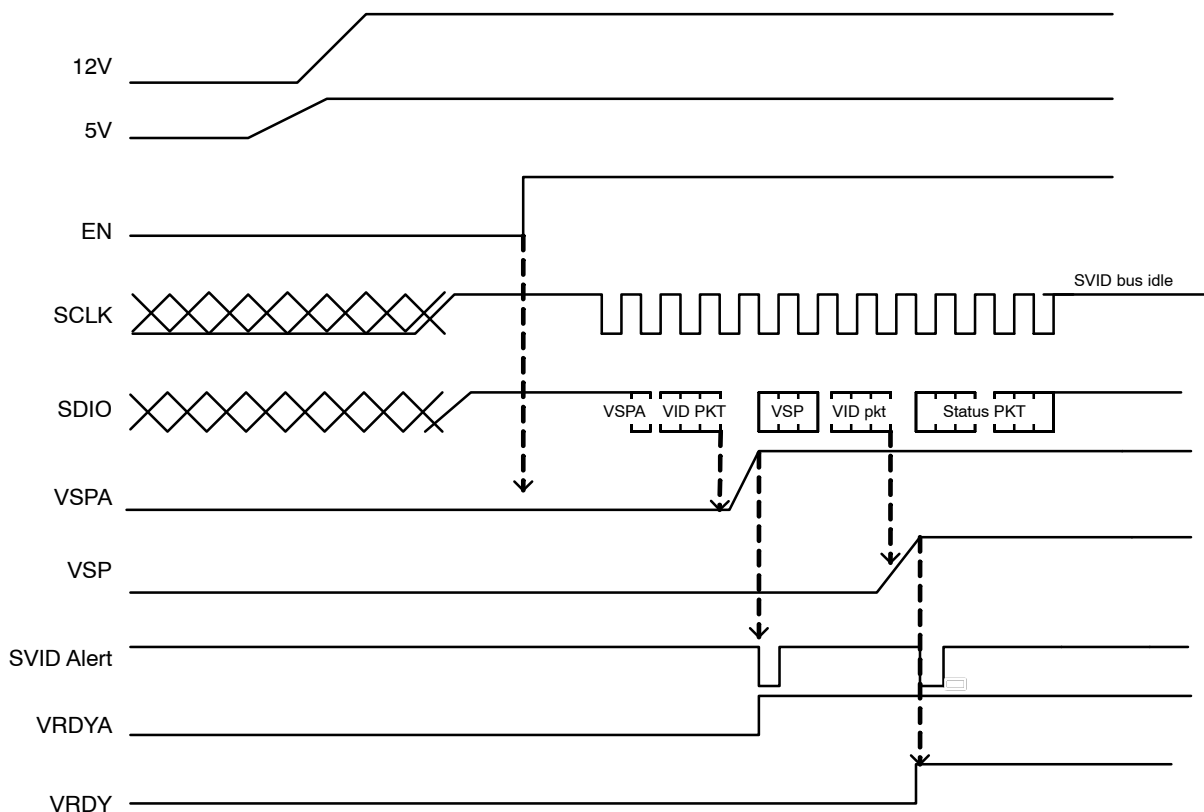 12V
5V
EN
SVID bus idle
SCLK
SDIO
VSPA
VID PKT
VSP
VID pkt
Status PKT
VSPA
VSP
SVID Alert
VRDYA
VRDY